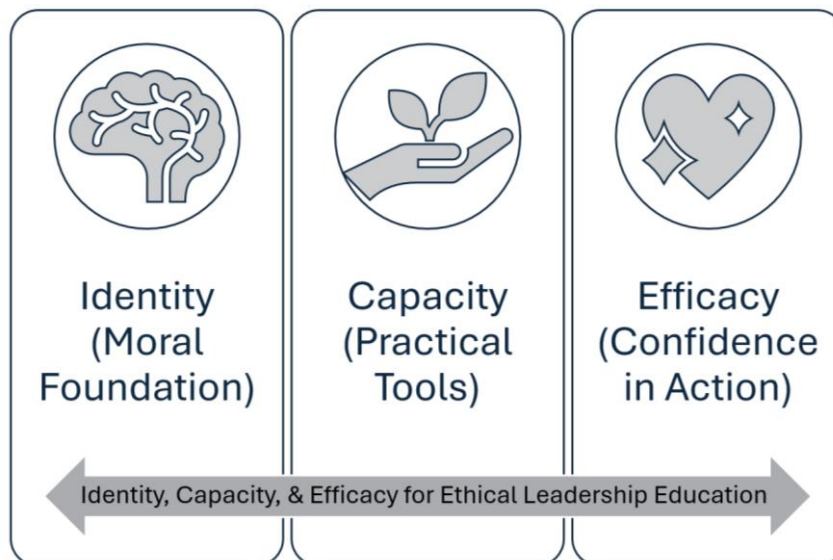 Identity
(Moral
Foundation)
Capacity
(Practical
Tools)
Efficacy
(Confidence
in Action)
Identity, Capacity, & Efficacy for Ethical Leadership Education